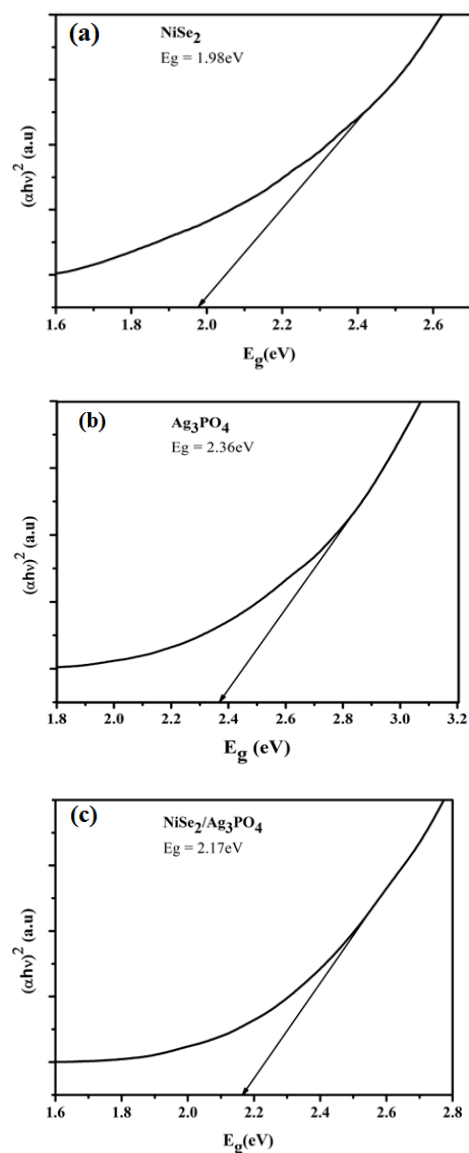 (a)
NiSe₂
Eg = 1.98eV
(αhν)² (a.u)
1.6 1.8 2.0 2.2 2.4 2.6
Eg(eV)
(b)
Ag₃PO₄
Eg = 2.36eV
(αhν)² (a.u)
1.8 2.0 2.2 2.4 2.6 2.8 3.0 3.2
Eg (eV)
(c)
NiSe₂/Ag₃PO₄
Eg = 2.17eV
(αhν)² (a.u)
1.6 1.8 2.0 2.2 2.4 2.6 2.8
Eg(eV)